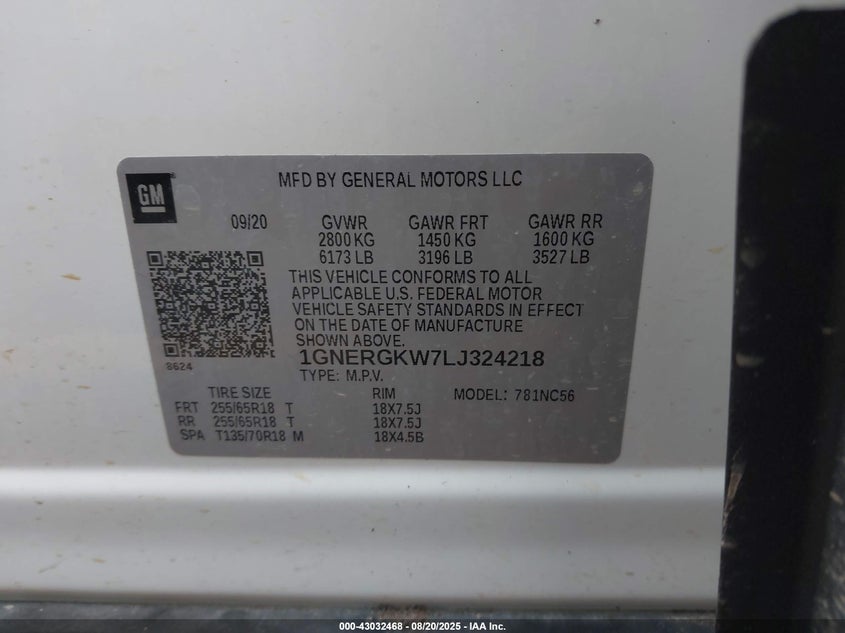 GM
MFD BY GENERAL MOTORS LLC
09/20 GVWR GAWR FRT GAWR RR
2800 KG 1450 KG 1600 KG
6173 LB 3196 LB 3527 LB
THIS VEHICLE CONFORMS TO ALL
APPLICABLE U.S. FEDERAL MOTOR
VEHICLE SAFETY STANDARDS IN EFFECT
ON THE DATE OF MANUFACTURE
SHOWN ABOVE.
8624
1GNERGKW7LJ324218
TYPE: M.P.V.
TIRE SIZE RIM MODEL: 781NC56
FRT 255/65R18 T 18X7.5J
RR 255/65R18 T 18X7.5J
SPA T135/70R18 M 18X4.5B
000-43032468 - 08/20/2025 - IAA Inc.